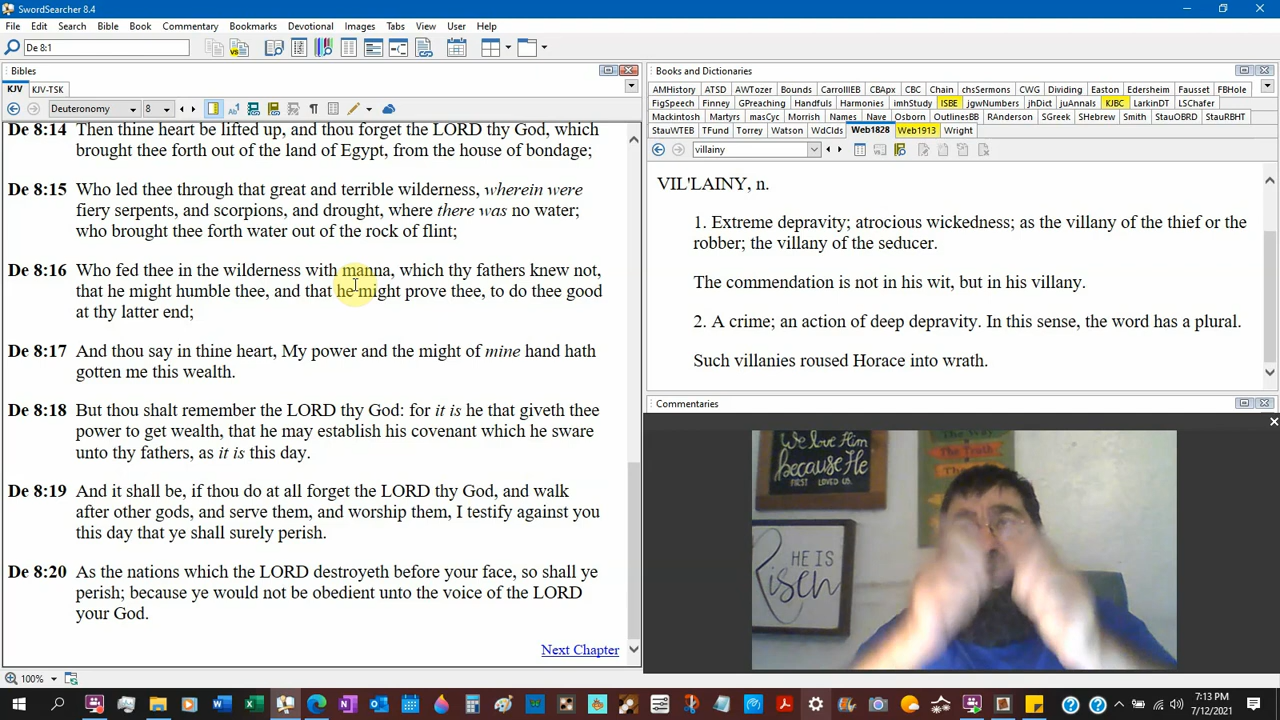 SwordSearcher 8.4
File Edit Search Bible Book Commentary Bookmarks Devotional Images Tabs View User Help
De 8:1
Bibles
KJV KJV-TSK
Deuteronomy 8
De 8:14 Then thine heart be lifted up, and thou forget the LORD thy God, which
brought thee forth out of the land of Egypt, from the house of bondage;
De 8:15 Who led thee through that great and terrible wilderness, wherein were
fiery serpents, and scorpions, and drought, where there was no water;
who brought thee forth water out of the rock of flint;
De 8:16 Who fed thee in the wilderness with manna, which thy fathers knew not,
that he might humble thee, and that he might prove thee, to do thee good
at thy latter end;
De 8:17 And thou say in thine heart, My power and the might of mine hand hath
gotten me this wealth.
De 8:18 But thou shalt remember the LORD thy God: for it is he that giveth thee
power to get wealth, that he may establish his covenant which he sware
unto thy fathers, as it is this day.
De 8:19 And it shall be, if thou do at all forget the LORD thy God, and walk
after other gods, and serve them, and worship them, I testify against you
this day that ye shall surely perish.
De 8:20 As the nations which the LORD destroyeth before your face, so shall ye
perish; because ye would not be obedient unto the voice of the LORD
your God.
Next Chapter
100%
Books and Dictionaries
AMHistory ATSD AWTozer Bounds CarrollIEB CBApx CBC Chain chsSermons CWG Dividing Easton Edersheim Fausset FBHole
FigSpeech Finney GPreaching Handfuls Harmonies imhStudy ISBE jgwNumbers jhDict juAnnals KJBC LarkinDT LSChafer
Mackintosh Martyrs masCyc Morrish Names Nave Osborn OutlinesBB RAnderson SGreek SHebrew Smith StauOBRD StauRBHT
StauWTEB TFund Torrey Watson WdClds Web1828 Web1913 Wright
villainy
VIL'LAINY, n.
1. Extreme depravity; atrocious wickedness; as the villany of the thief or the
robber; the villany of the seducer.
The commendation is not in his wit, but in his villany.
2. A crime; an action of deep depravity. In this sense, the word has a plural.
Such villanies roused Horace into wrath.
Commentaries
We love Him
because He
FIRST LOVED US.
The Way
The Truth
HE IS
Risen
7:13 PM
7/12/2021